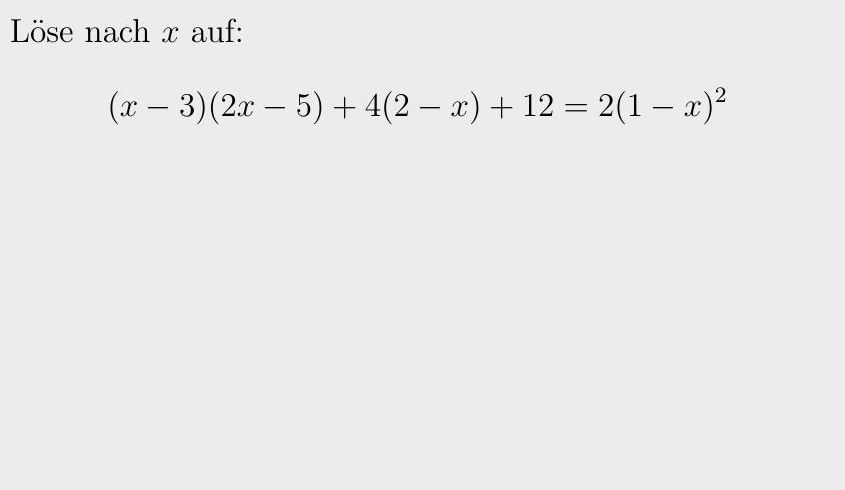 Löse nach x auf:
(x − 3)(2x − 5) + 4(2 − x) + 12 = 2(1 − x)²